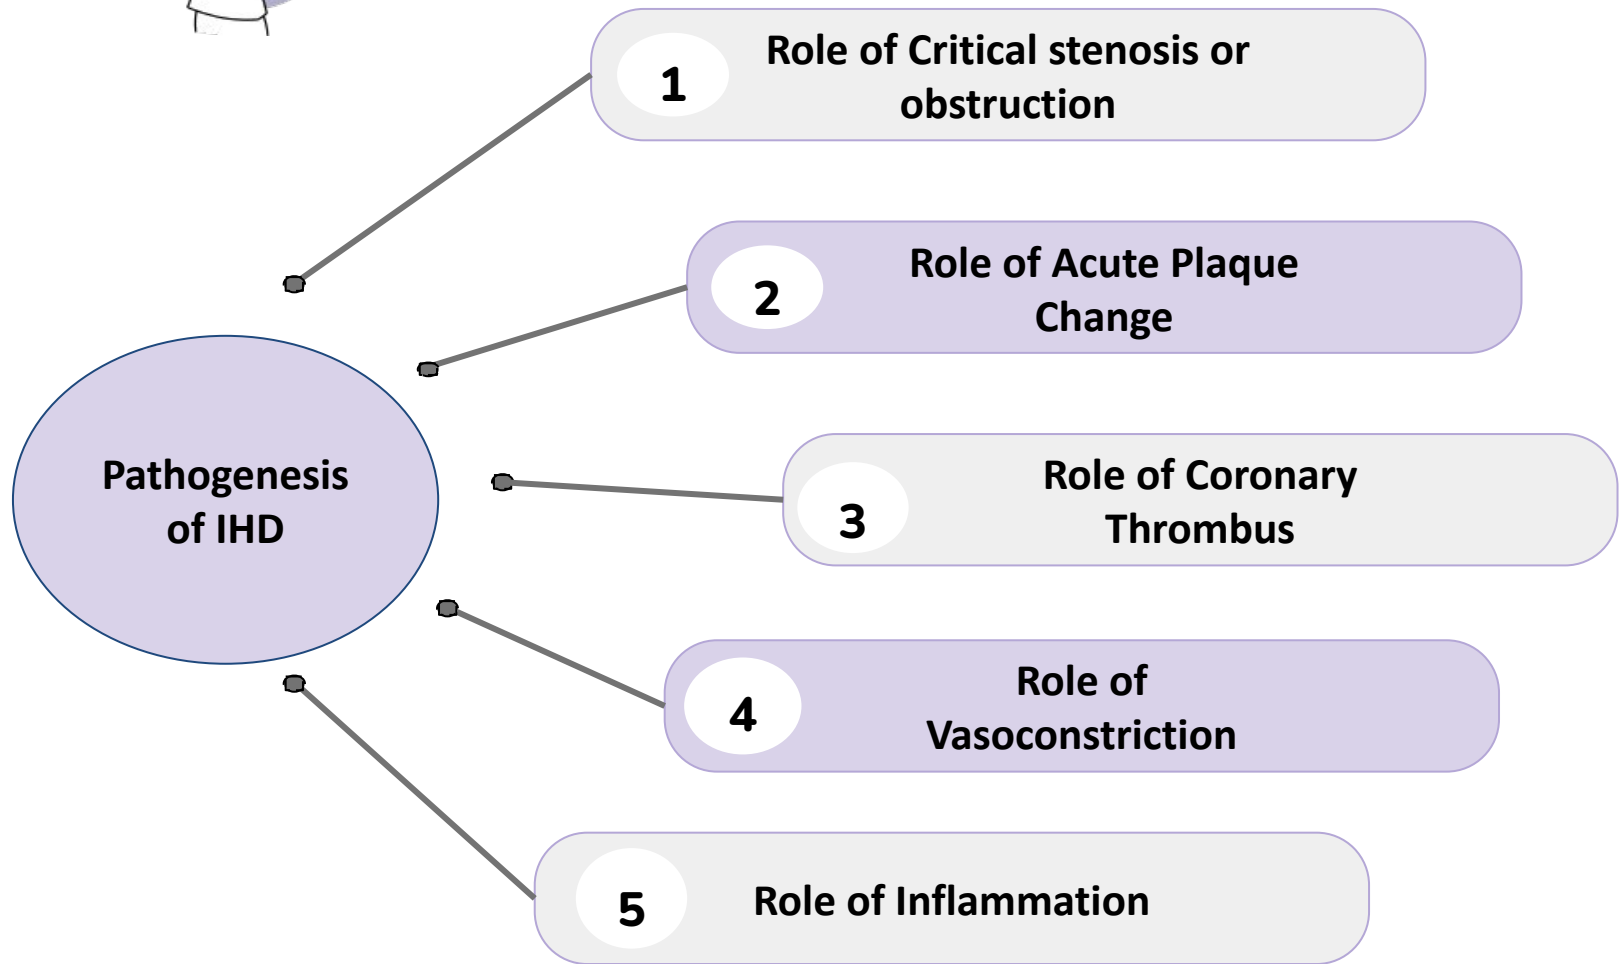 1
Role of Critical stenosis or
obstruction
2
Role of Acute Plaque
Change
Pathogenesis
of IHD
3
Role of Coronary
Thrombus
4
Role of
Vasoconstriction
5
Role of Inflammation